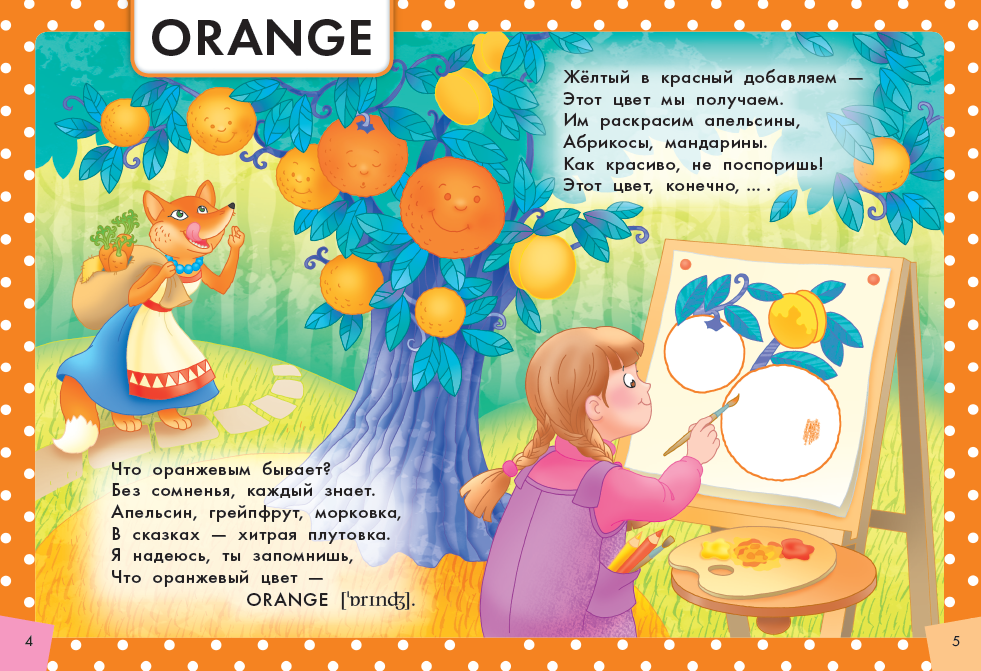 ORANGE
Жёлтый в красный добавляем —
Этот цвет мы получаем.
Им раскрасим апельсины,
Абрикосы, мандарины.
Как красиво, не поспоришь!
Этот цвет, конечно, ... .
Что оранжевым бывает?
Без сомненья, каждый знает.
Апельсин, грейпфрут, морковка,
В сказках — хитрая плутовка.
Я надеюсь, ты запомнишь,
Что оранжевый цвет —
ORANGE [ˈɒrɪnʤ].
4
5